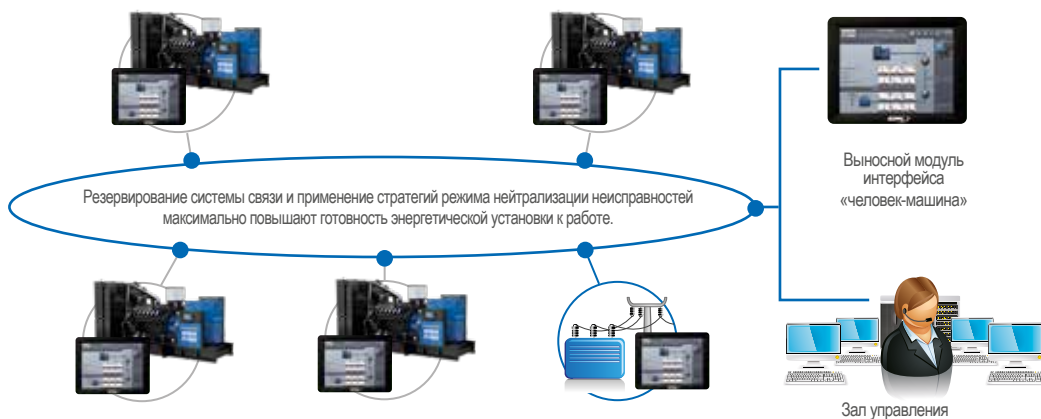 Резервирование системы связи и применение стратегий режима нейтрализации неисправностей
максимально повышают готовность энергетической установки к работе.
Выносной модуль
интерфейса
«человек-машина»
Зал управления